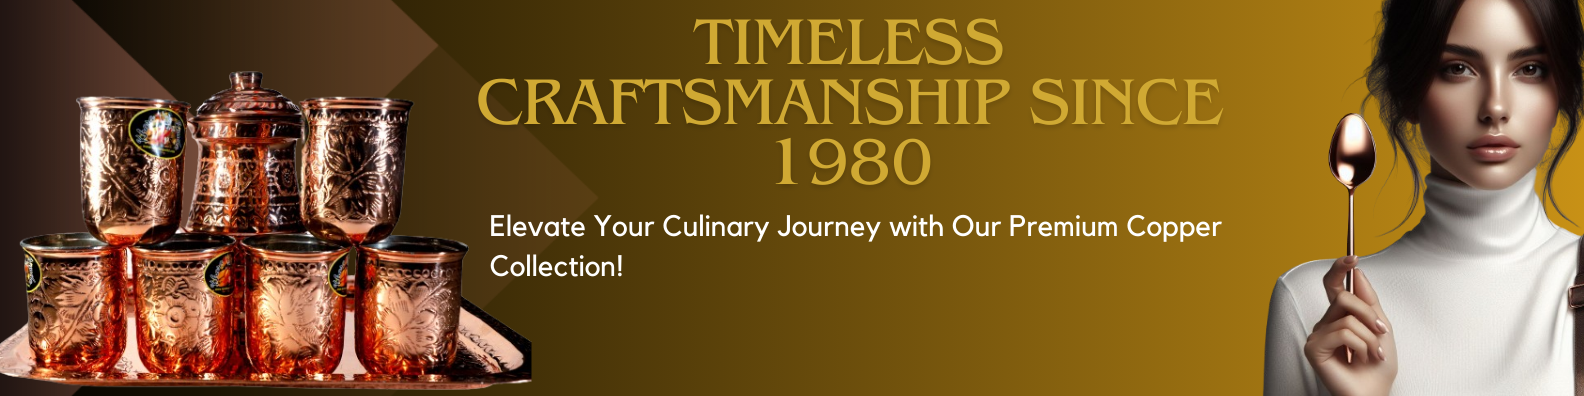 TIMELESS
CRAFTSMANSHIP SINCE
1980
Elevate Your Culinary Journey with Our Premium Copper
Collection!